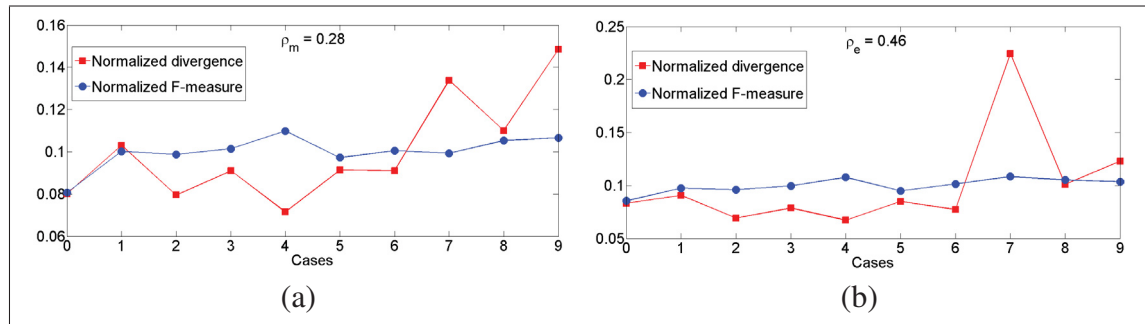 0.16
0.14
0.12
0.1
0.08
0.06
ρm = 0.28
Normalized divergence
Normalized F-measure
0 1 2 3 4 5 6 7 8 9
Cases
(a)
0.25
0.2
0.15
0.1
0.05
ρe = 0.46
Normalized divergence
Normalized F-measure
0 1 2 3 4 5 6 7 8 9
Cases
(b)